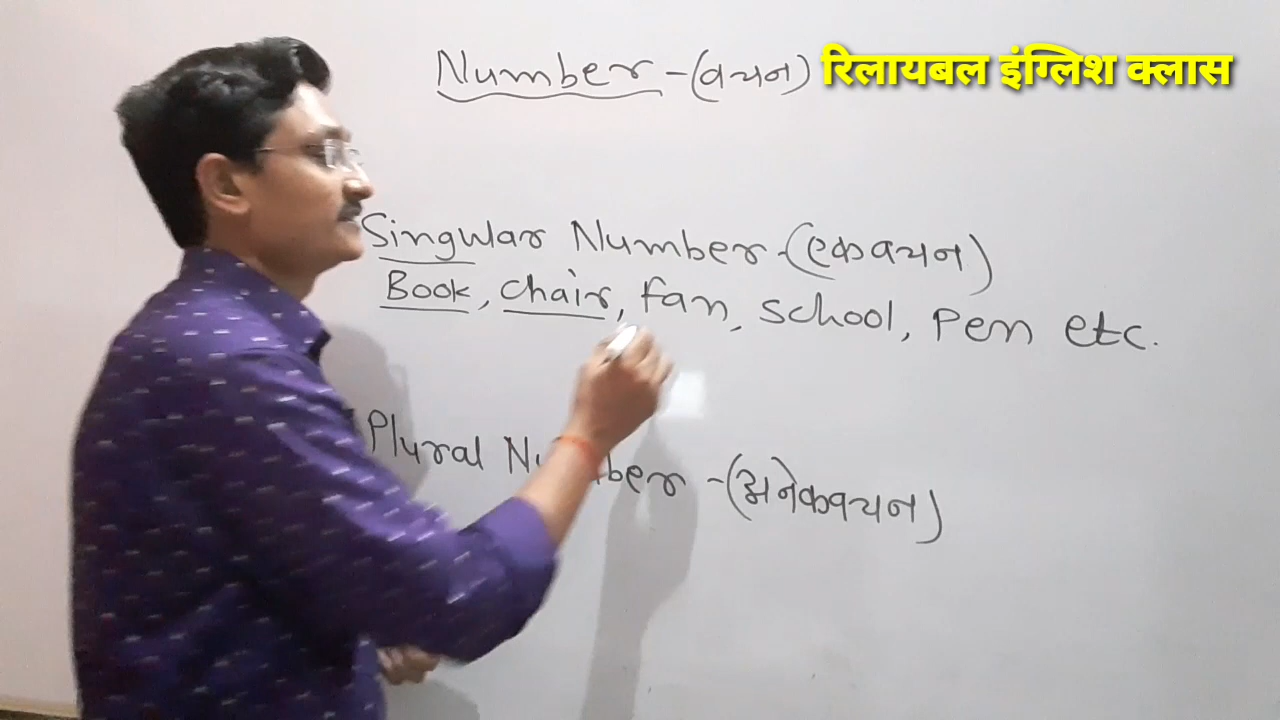 Number - (वचन) रिलायबल इंग्लिश क्लास
Singular Number - (एकवचन)
Book, Chair, fan, school, Pen etc.
Plural Number - (अनेकवचन)